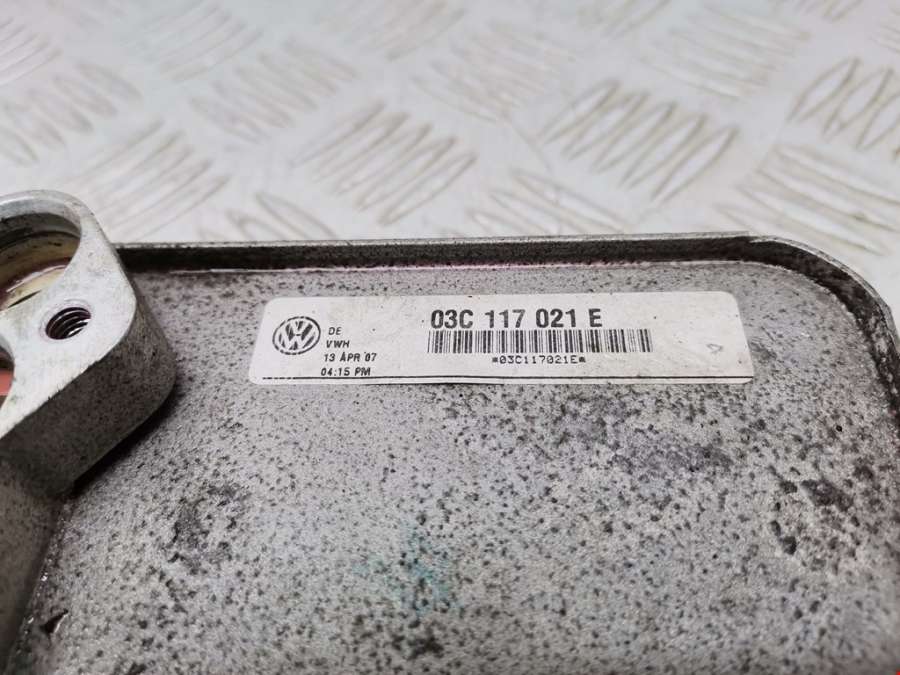 DE
VWH
13 APR '07
04:15 PM
03C 117 021 E
*03C117021E*